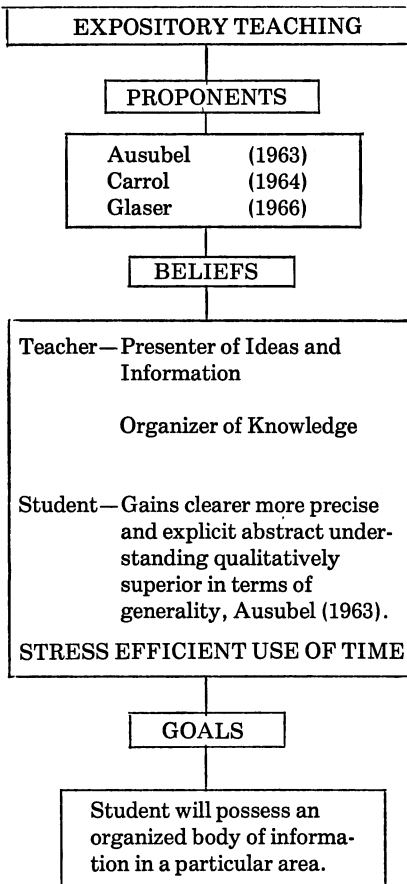 EXPOSITORY TEACHING
PROPONENTS
Ausubel (1963)
Carrol (1964)
Glaser (1966)
BELIEFS
Teacher—Presenter of Ideas and
Information
Organizer of Knowledge
Student—Gains clearer more precise
and explicit abstract under-
standing qualitatively
superior in terms of
generality, Ausubel (1963).
STRESS EFFICIENT USE OF TIME
GOALS
Student will possess an
organized body of informa-
tion in a particular area.